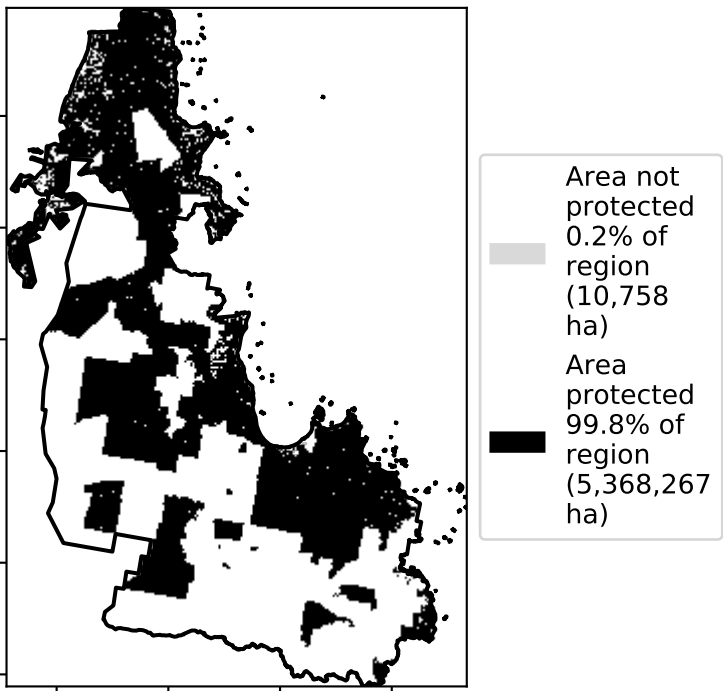 Area not
protected
0.2% of
region
(10,758
ha)
Area
protected
99.8% of
region
(5,368,267
ha)